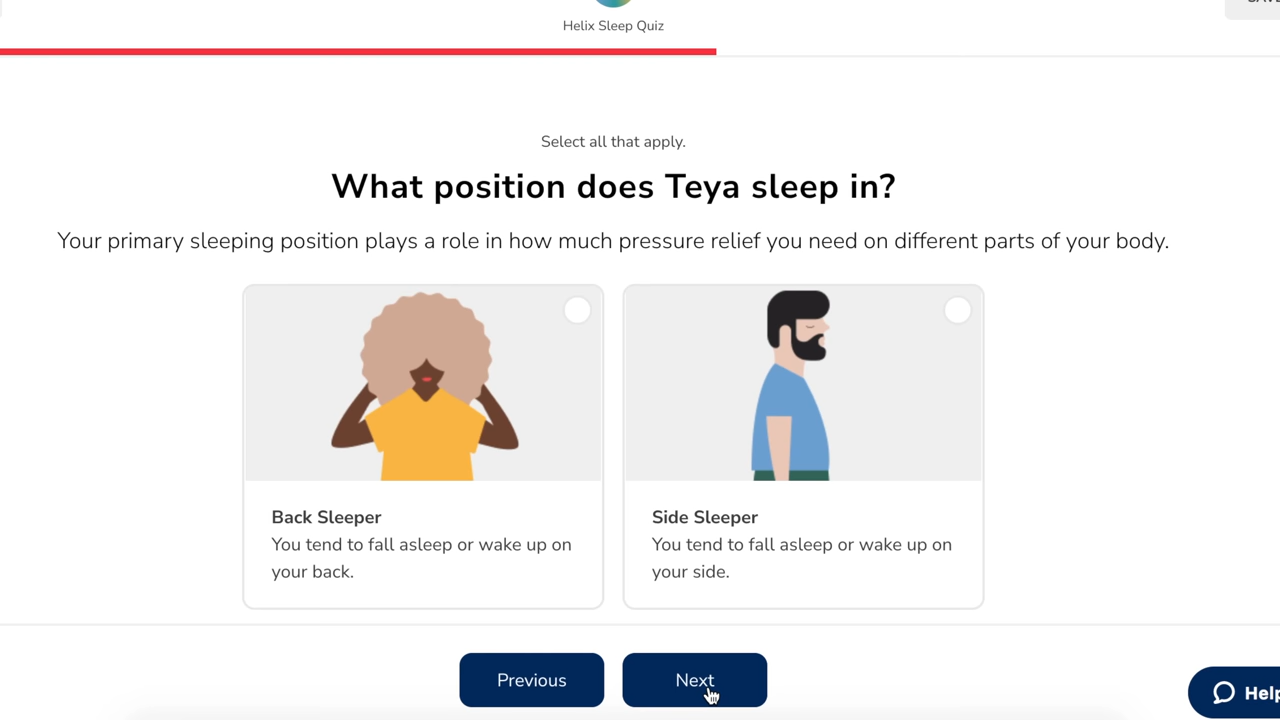 Helix Sleep Quiz
Select all that apply.
What position does Teya sleep in?
Your primary sleeping position plays a role in how much pressure relief you need on different parts of your body.
Back Sleeper
You tend to fall asleep or wake up on
your back.
Side Sleeper
You tend to fall asleep or wake up on
your side.
Previous
Next
Help